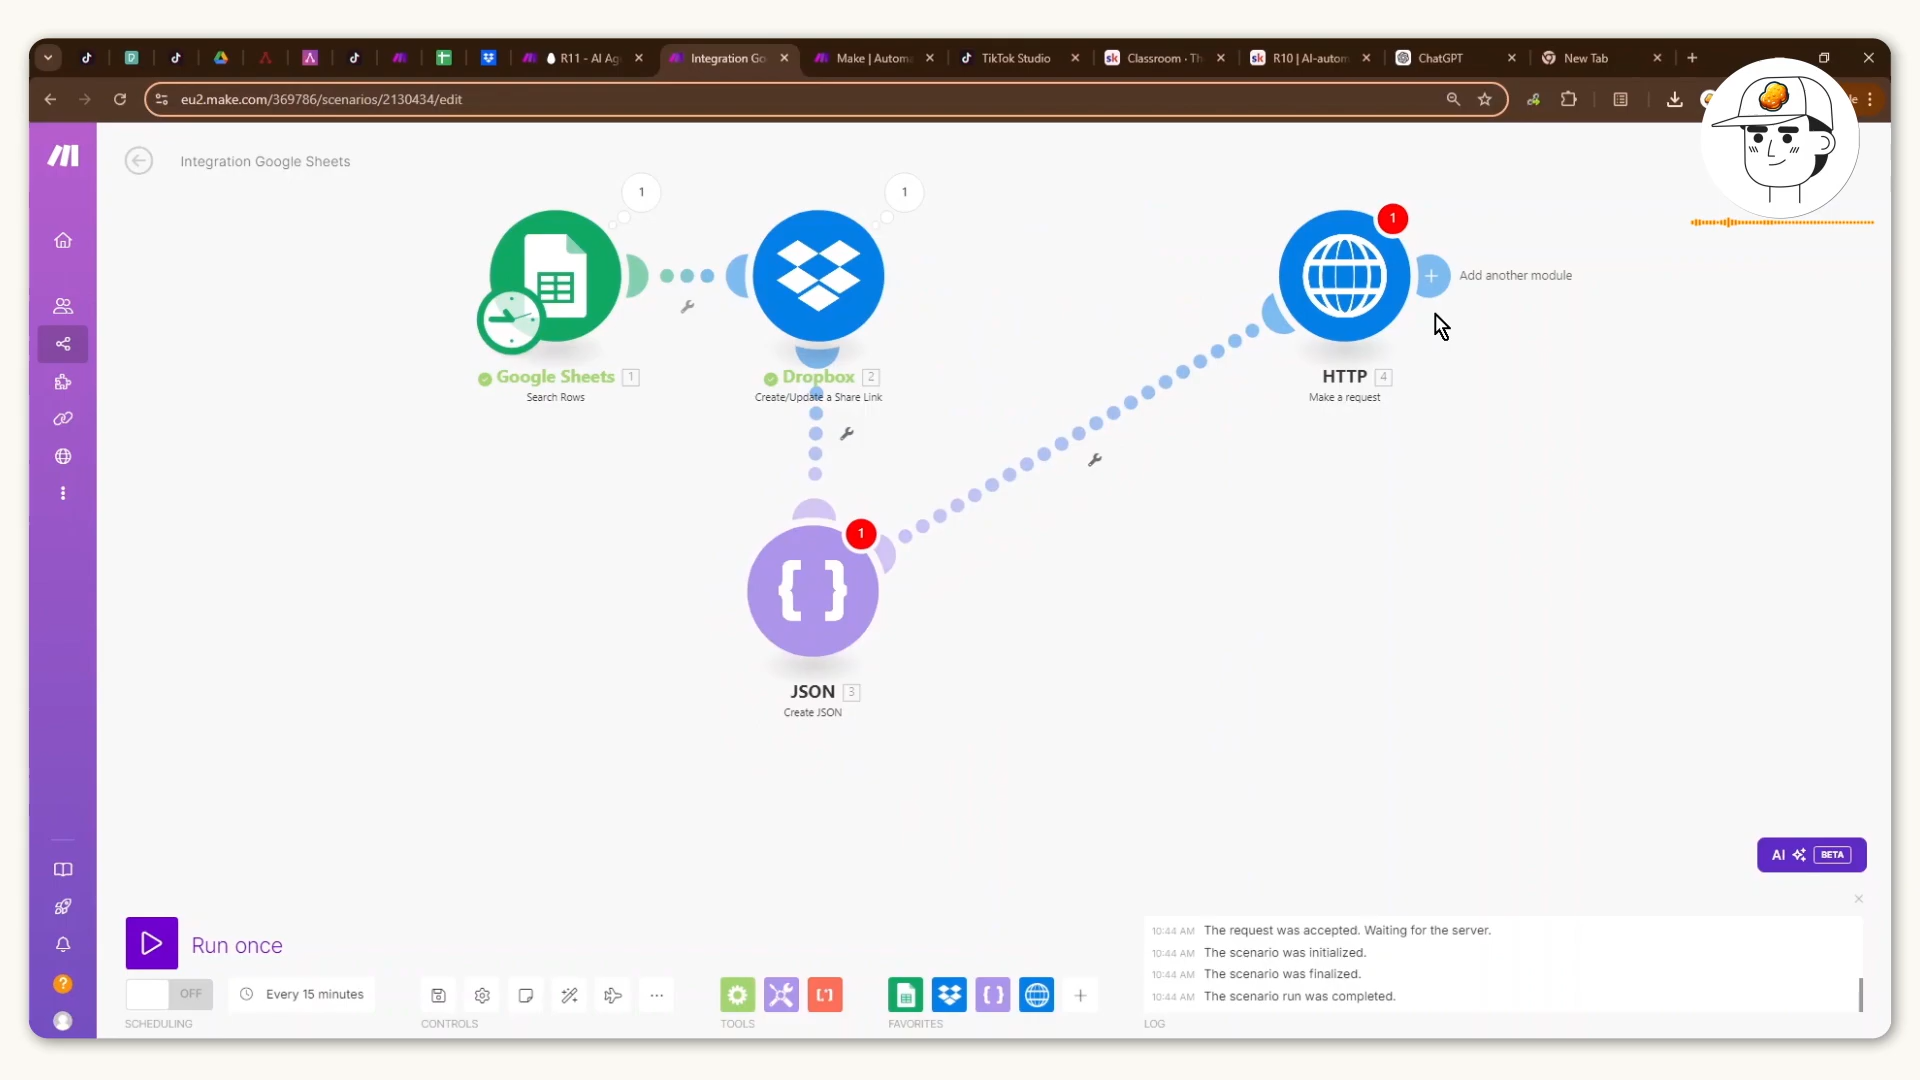 R11 - AI Ag
Integration Go
Make | Automa
TikTok Studio
Classroom · Th
R10 | AI-autom
ChatGPT
New Tab
eu2.make.com/369786/scenarios/2130434/edit
Integration Google Sheets
1
1
1
Add another module
Google Sheets 1
Search Rows
Dropbox 2
Create/Update a Share Link
HTTP 4
Make a request
1
JSON 3
Create JSON
AI BETA
Run once
OFF
Every 15 minutes
SCHEDULING
CONTROLS
TOOLS
FAVORITES
10:44 AM The request was accepted. Waiting for the server.
10:44 AM The scenario was initialized.
10:44 AM The scenario was finalized.
10:44 AM The scenario run was completed.
LOG